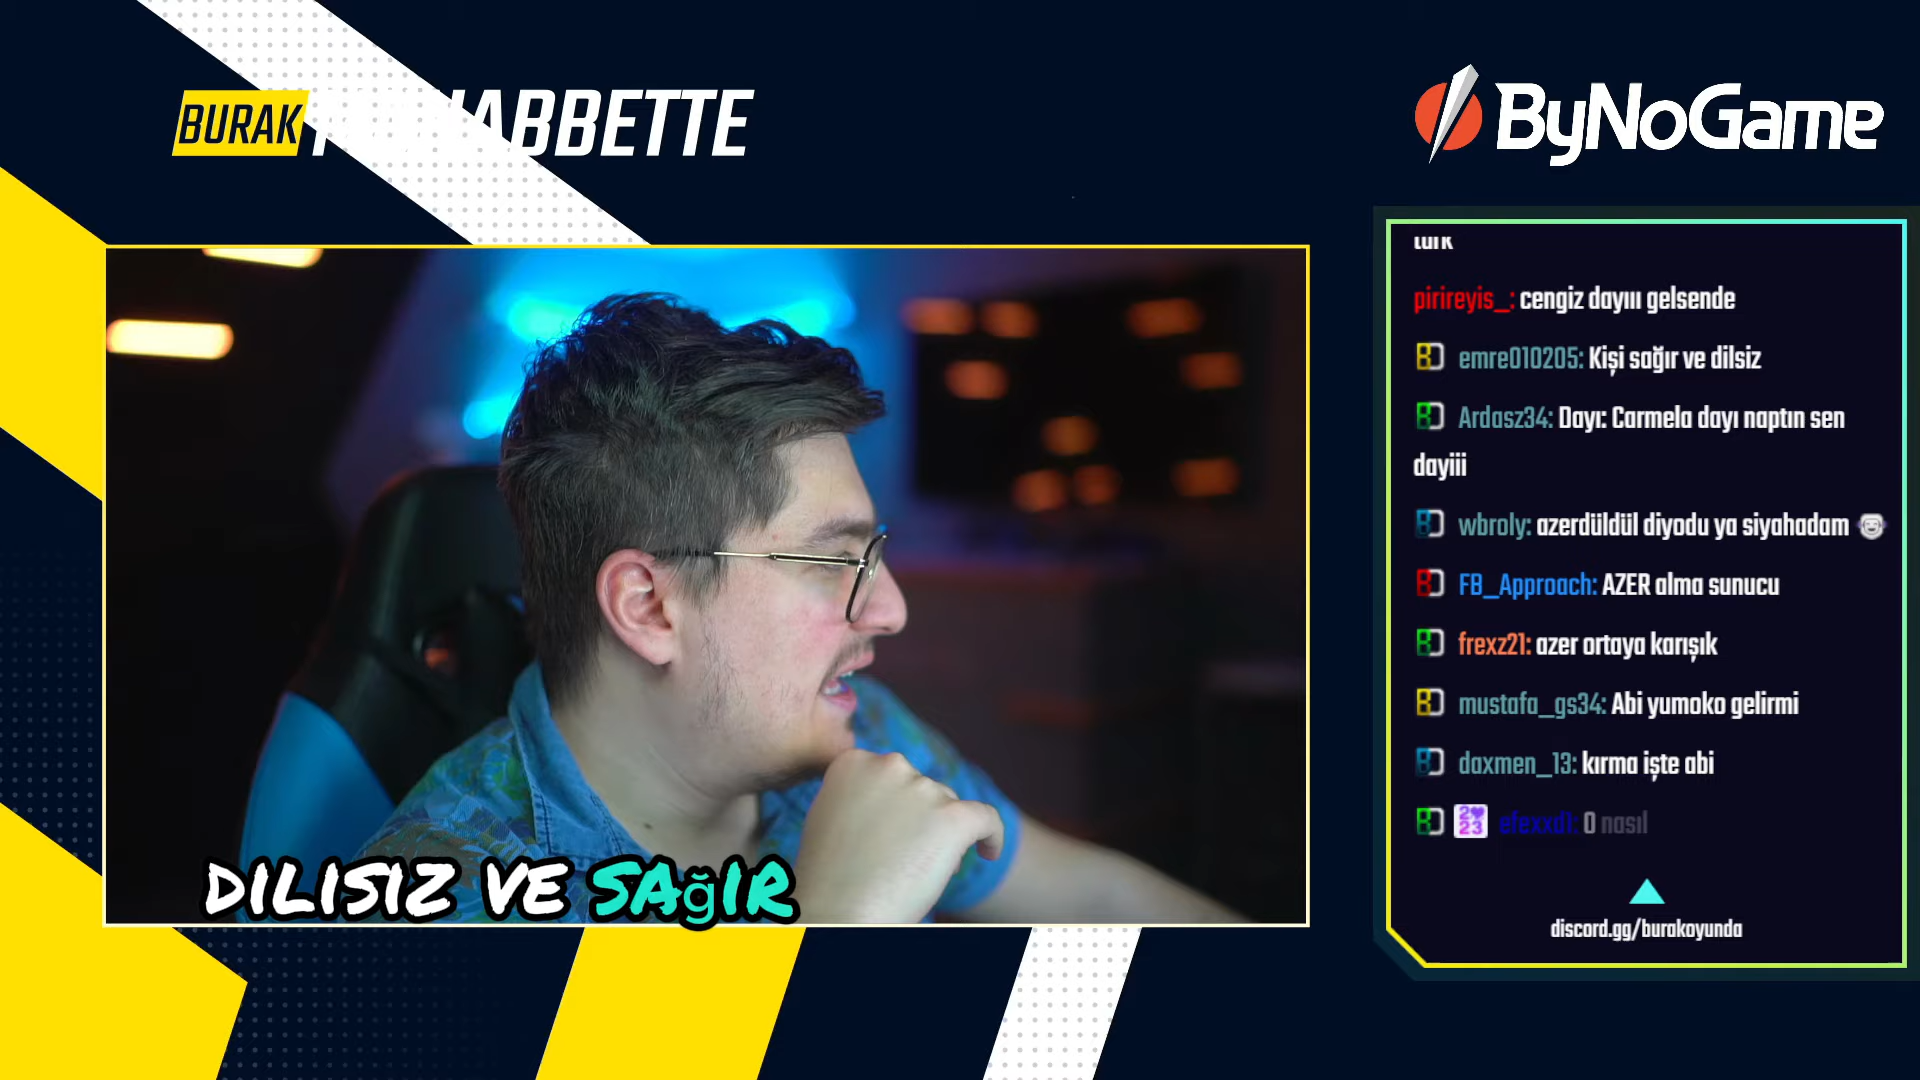 BURAK
ByNoGame
pirireyis_: cengiz dayııı gelsende
emre010205: Kişi sağır ve dilsiz
Ardasz34: Dayı: Carmela dayı naptın sen
dayiii
wbroly: azerdüldül diyodu ya siyahadam
FB_Approach: AZER alma sunucu
frexz21: azer ortaya karışık
mustafa_gs34: Abi yumoko gelirmi
daxmen_13: kırma işte abi
efexxd1: O nasıl
discord.gg/burakoyunda
DILISIZ VE SAğIR